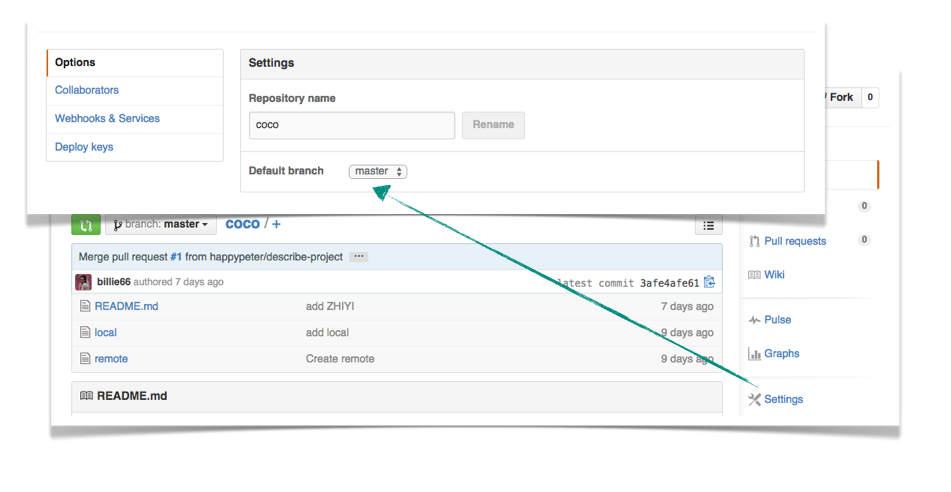 Options
Collaborators
Webhooks & Services
Deploy keys
Settings
Repository name
coco
Rename
Default branch
master
Fork 0
branch: master
coco / +
Merge pull request #1 from happypeter/describe-project ...
billie66 authored 7 days ago
latest commit 3afe4afe61
README.md add ZHIYI 7 days ago
local add local 9 days ago
remote Create remote 9 days ago
README.md
0
Pull requests 0
Wiki
Pulse
Graphs
Settings